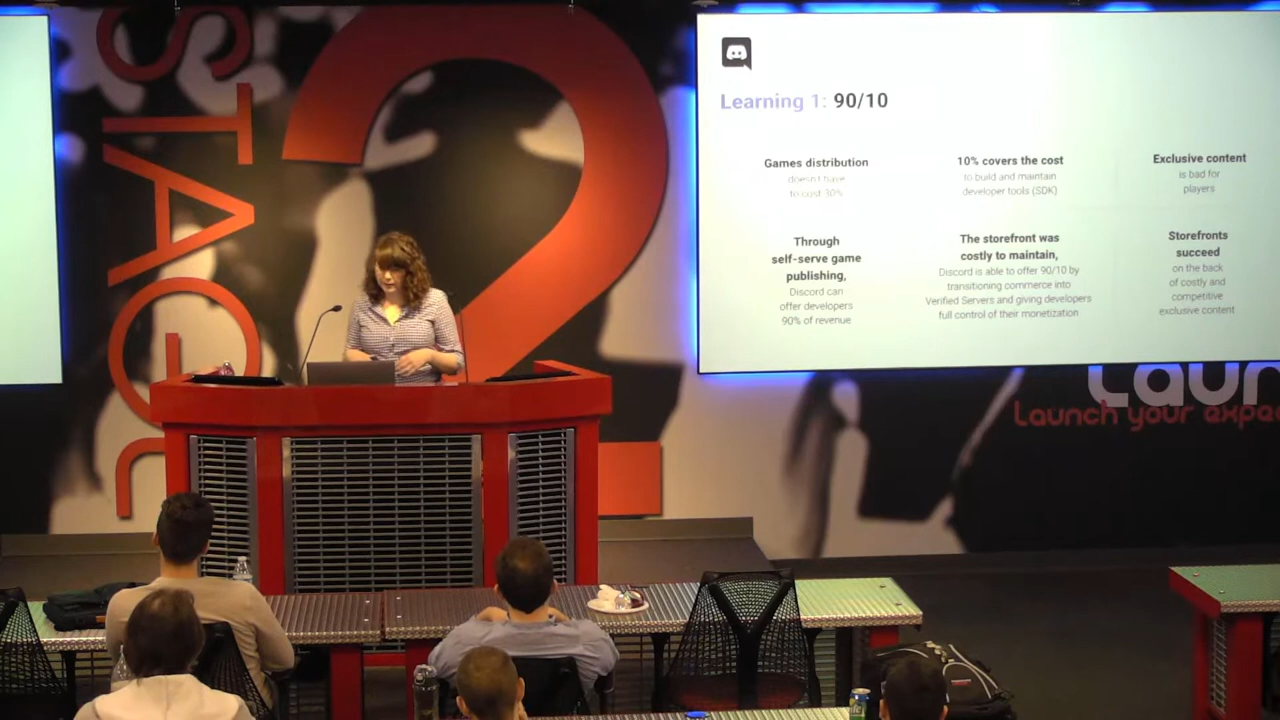 STAGE
2
Learning 1: 90/10
Games distribution
doesn't have
to cost 30%
10% covers the cost
to build and maintain
developer tools (SDK)
Exclusive content
is bad for
players
Through
self-serve game
publishing,
Discord can
offer developers
90% of revenue
The storefront was
costly to maintain,
Discord is able to offer 90/10 by
transitioning commerce into
Verified Servers and giving developers
full control of their monetization
Storefronts
succeed
on the back
of costly and
competitive
exclusive content
Launch your